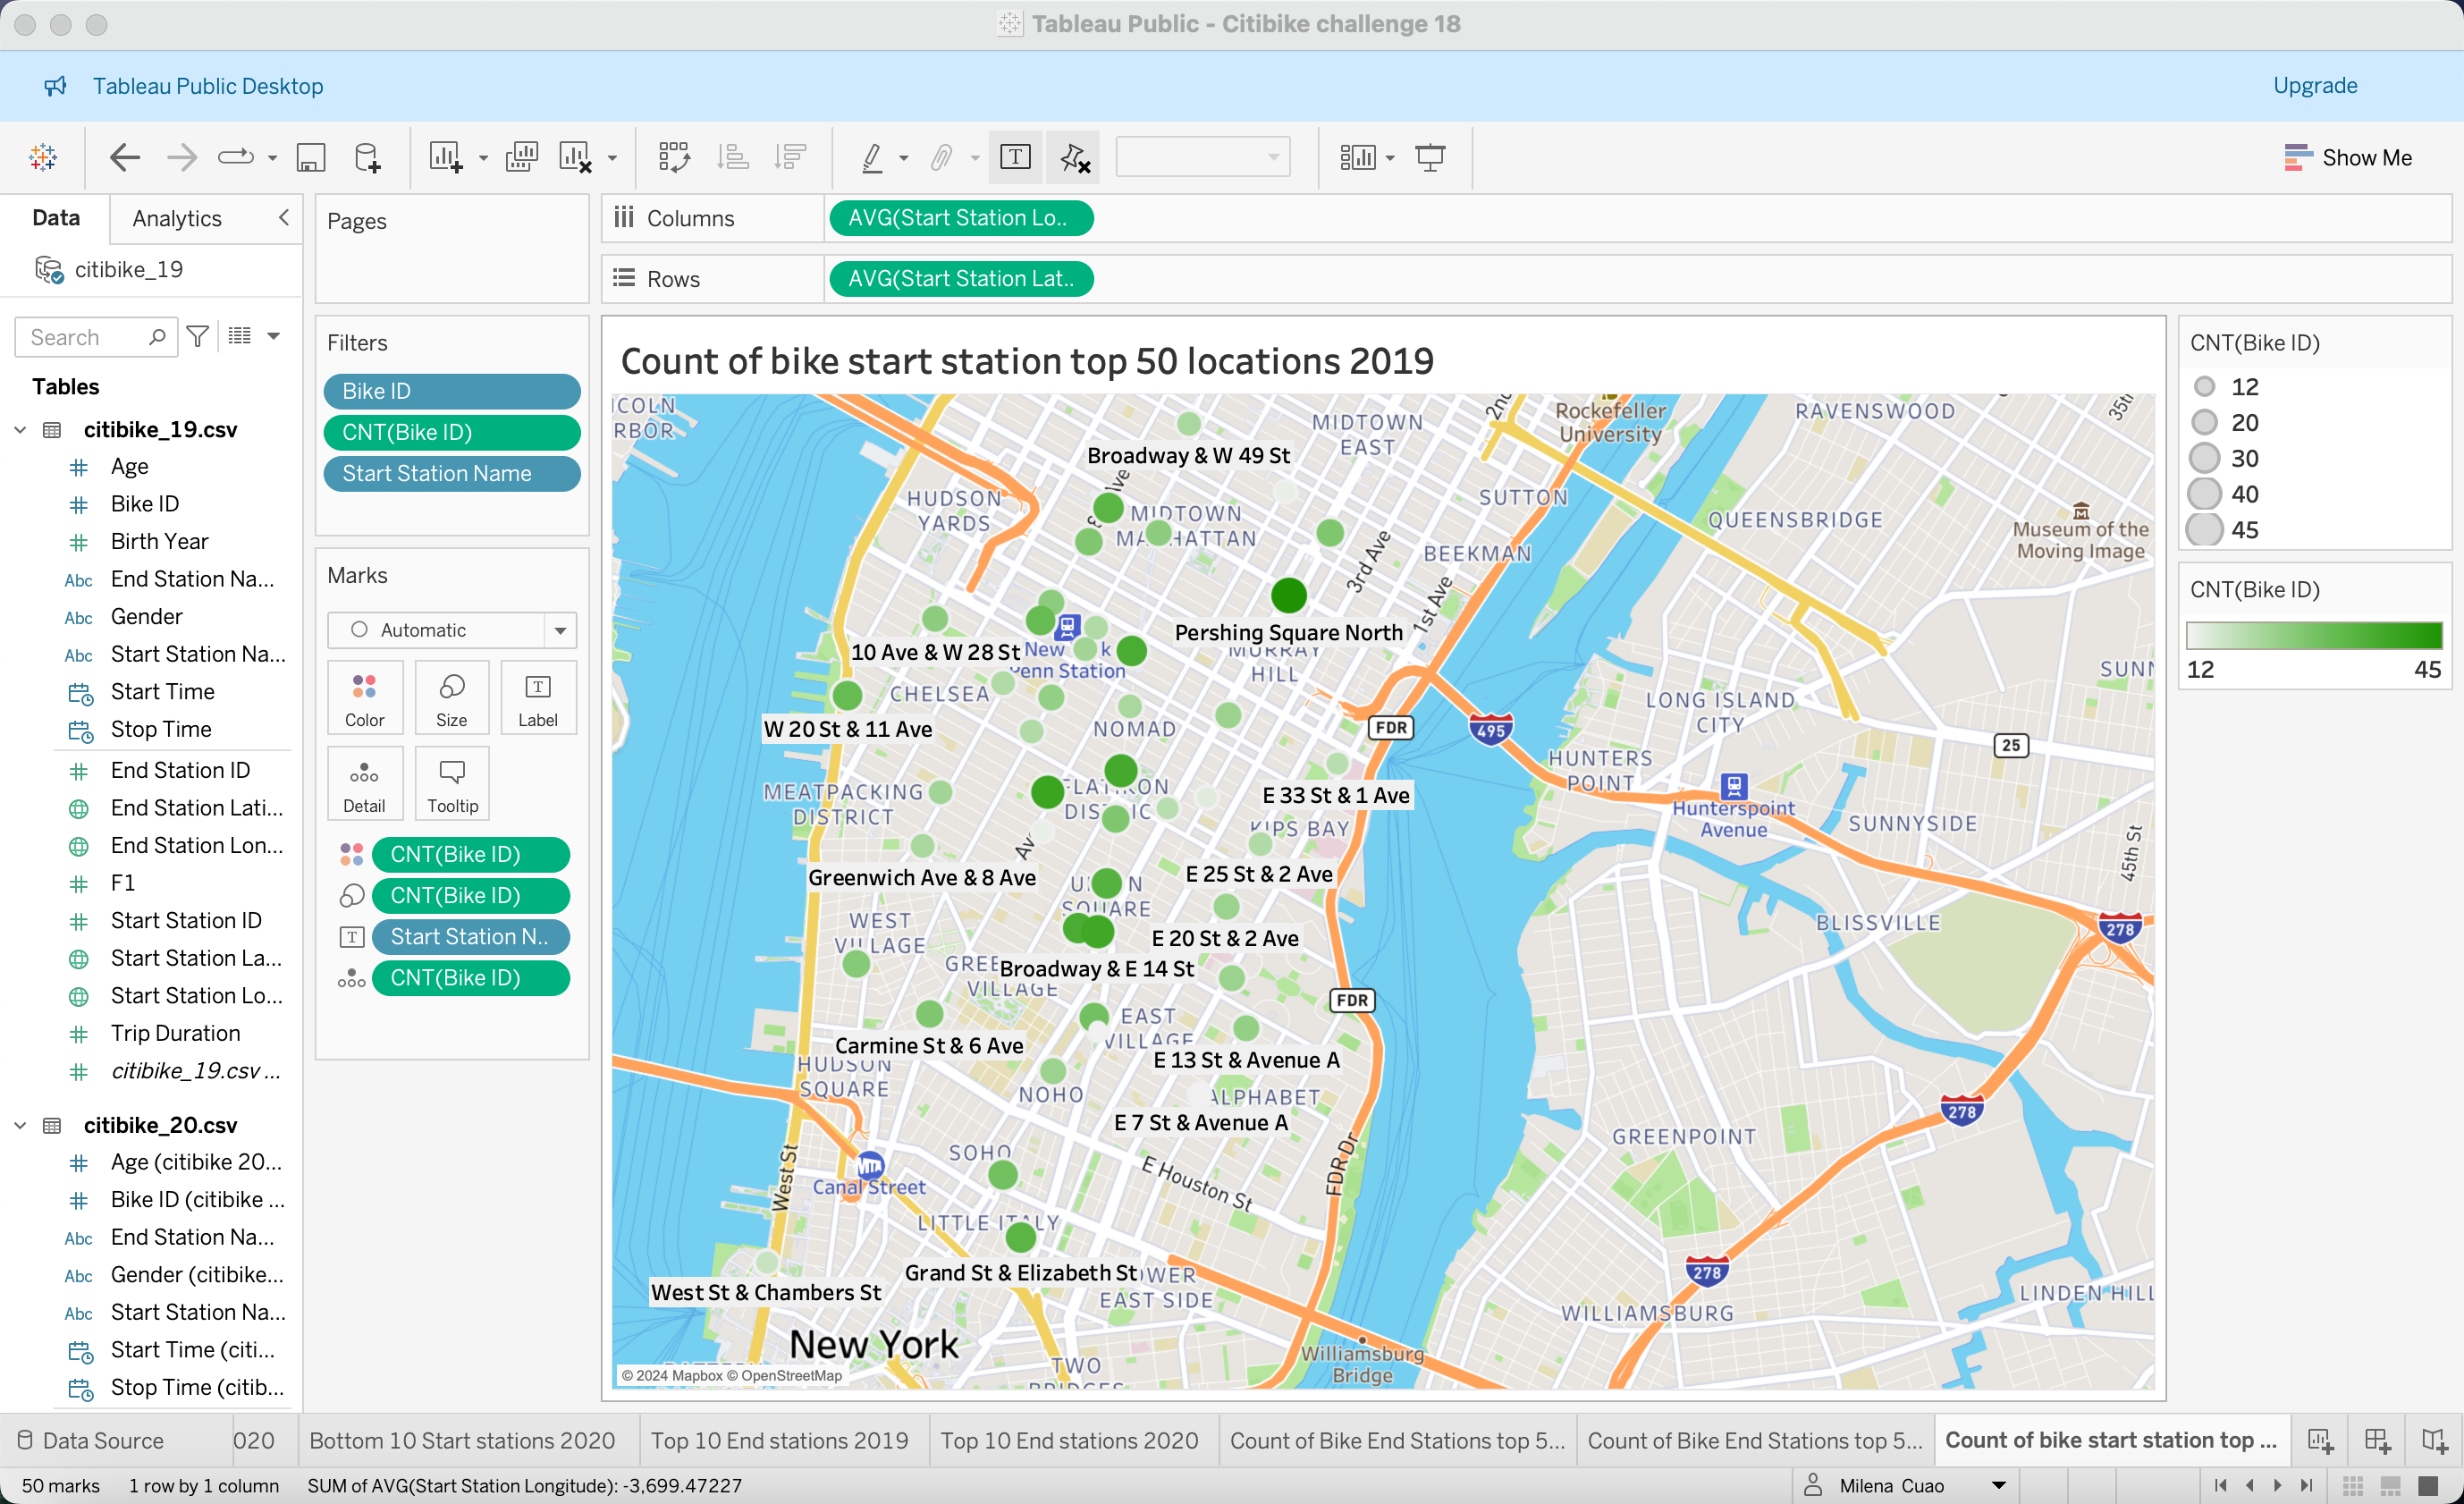 Tableau Public - Citibike challenge 18
Tableau Public Desktop
Upgrade
Show Me
Data
Analytics
citibike_19
Search
Tables
citibike_19.csv
Age
Bike ID
Birth Year
End Station Na...
Gender
Start Station Na...
Start Time
Stop Time
End Station ID
End Station Lati...
End Station Lon...
F1
Start Station ID
Start Station La...
Start Station Lo...
Trip Duration
citibike_19.csv ...
citibike_20.csv
Age (citibike 20...
Bike ID (citibike ...
End Station Na...
Gender (citibike...
Start Station Na...
Start Time (citi...
Stop Time (citib...
Pages
Filters
Bike ID
CNT(Bike ID)
Start Station Name
Marks
Automatic
Color
Size
Label
Detail
Tooltip
CNT(Bike ID)
CNT(Bike ID)
Start Station N..
CNT(Bike ID)
Columns
AVG(Start Station Lo..
Rows
AVG(Start Station Lat..
Count of bike start station top 50 locations 2019
MIDTOWN
EAST
Rockefeller
University
RAVENSWOOD
35th
2nd
Broadway & W 49 St
HUDSON
YARDS
MIDTOWN
SUTTON
QUEENSBRIDGE
Museum of the
Moving Image
3rd Ave
BEEKMAN
1st Ave
Pershing Square North
MURRAY
HILL
10 Ave & W 28 St
New
Penn Station
CHELSEA
W 20 St & 11 Ave
NOMAD
FDR
495
LONG ISLAND
CITY
25
HUNTERS
POINT
MEATPACKING
DISTRICT
E 33 St & 1 Ave
Hunterspoint
Avenue
SUNNYSIDE
KIPS BAY
45th St
Greenwich Ave & 8 Ave
E 25 St & 2 Ave
WEST
VILLAGE
BLISSVILLE
278
E 20 St & 2 Ave
Broadway & E 14 St
VILLAGE
FDR
EAST
VILLAGE
Carmine St & 6 Ave
E 13 St & Avenue A
HUDSON
SQUARE
NOHO
ALPHABET
E 7 St & Avenue A
278
GREENPOINT
SOHO
West St
Canal Street
E Houston St
FDR Dr
LITTLE ITALY
Grand St & Elizabeth St
EAST SIDE
West St & Chambers St
278
LINDEN HILL
WILLIAMSBURG
New York
TWO
BRIDGES
Williamsburg
Bridge
© 2024 Mapbox © OpenStreetMap
CNT(Bike ID)
12
20
30
40
45
CNT(Bike ID)
12
45
Data Source
020
Bottom 10 Start stations 2020
Top 10 End stations 2019
Top 10 End stations 2020
Count of Bike End Stations top 5...
Count of Bike End Stations top 5...
Count of bike start station top ...
50 marks
1 row by 1 column
SUM of AVG(Start Station Longitude): -3,699.47227
Milena Cuao